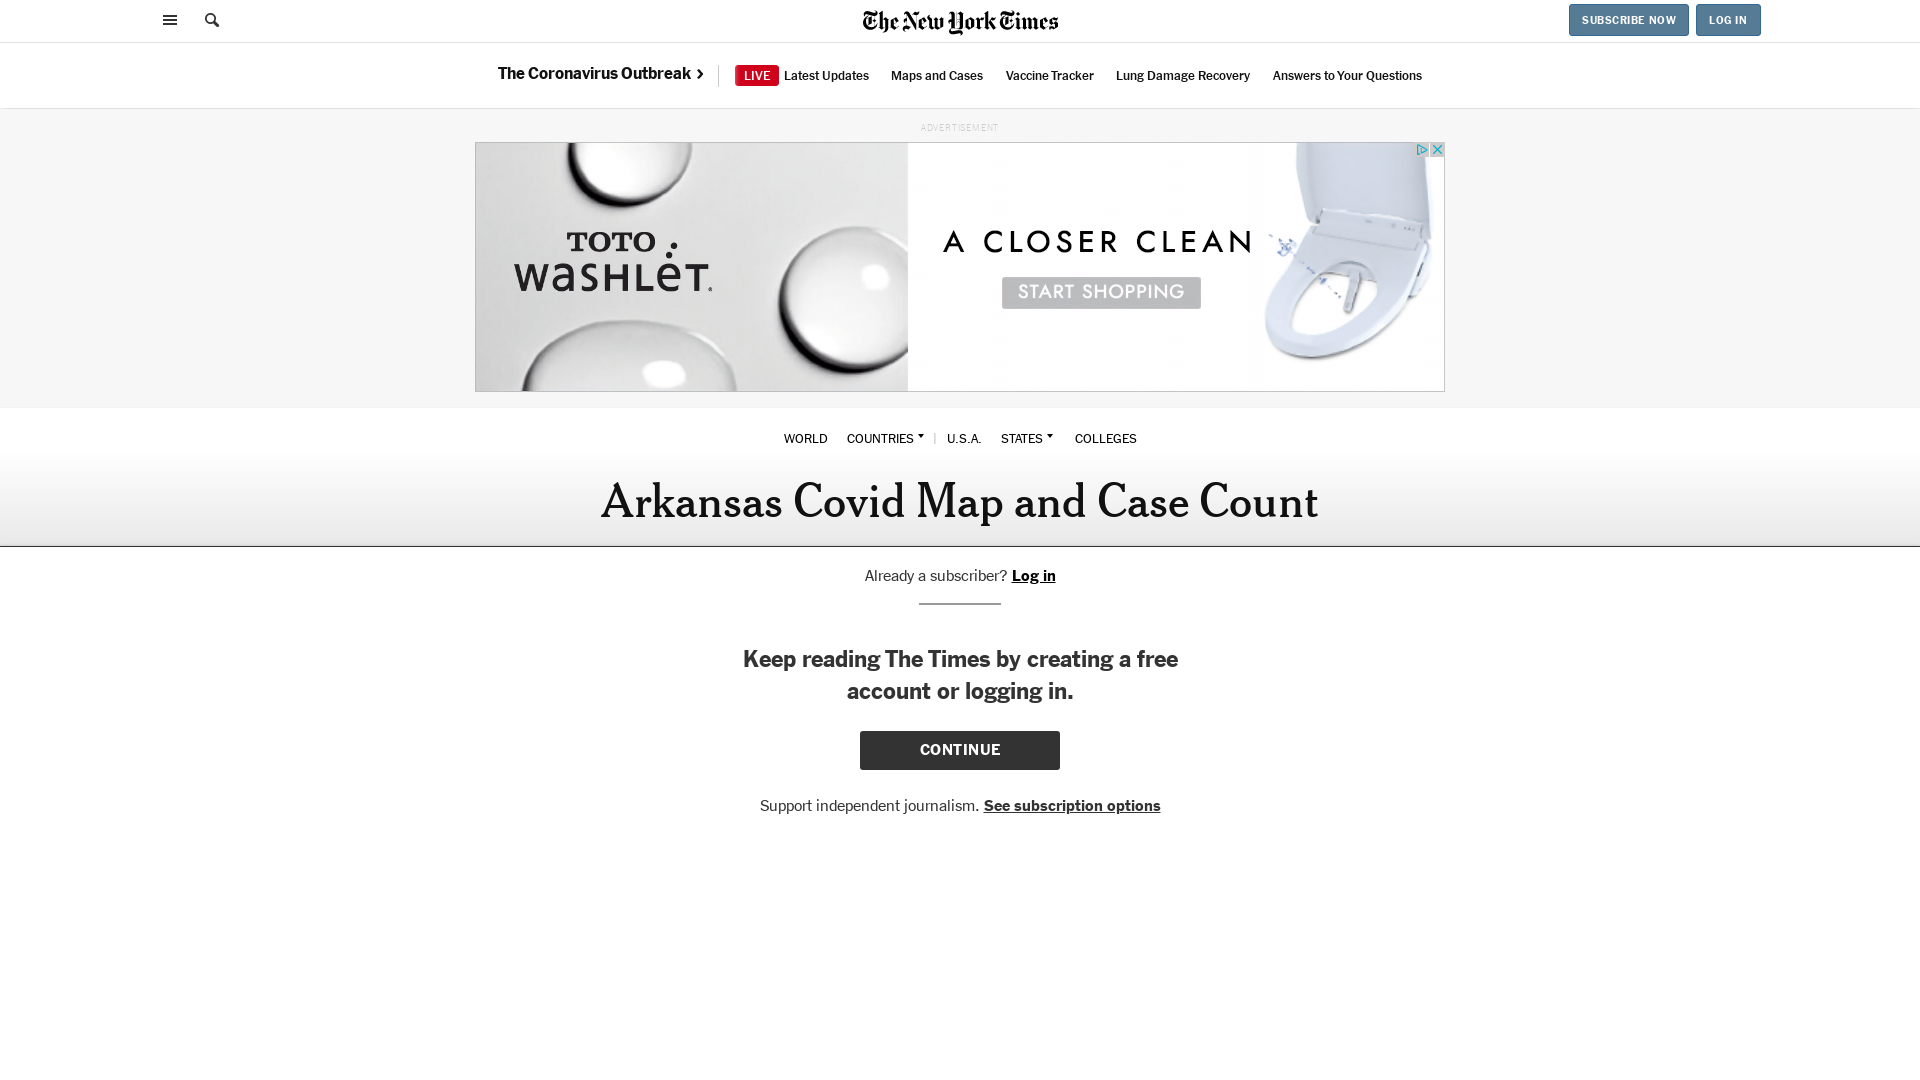 The New York Times
SUBSCRIBE NOW
LOG IN
The Coronavirus Outbreak
LIVE Latest Updates
Maps and Cases
Vaccine Tracker
Lung Damage Recovery
Answers to Your Questions
ADVERTISEMENT
TOTO
WASHLET®
A CLOSER CLEAN
START SHOPPING
WORLD
COUNTRIES
U.S.A.
STATES
COLLEGES
Arkansas Covid Map and Case Count
Already a subscriber? Log in
Keep reading The Times by creating a free
account or logging in.
CONTINUE
Support independent journalism. See subscription options